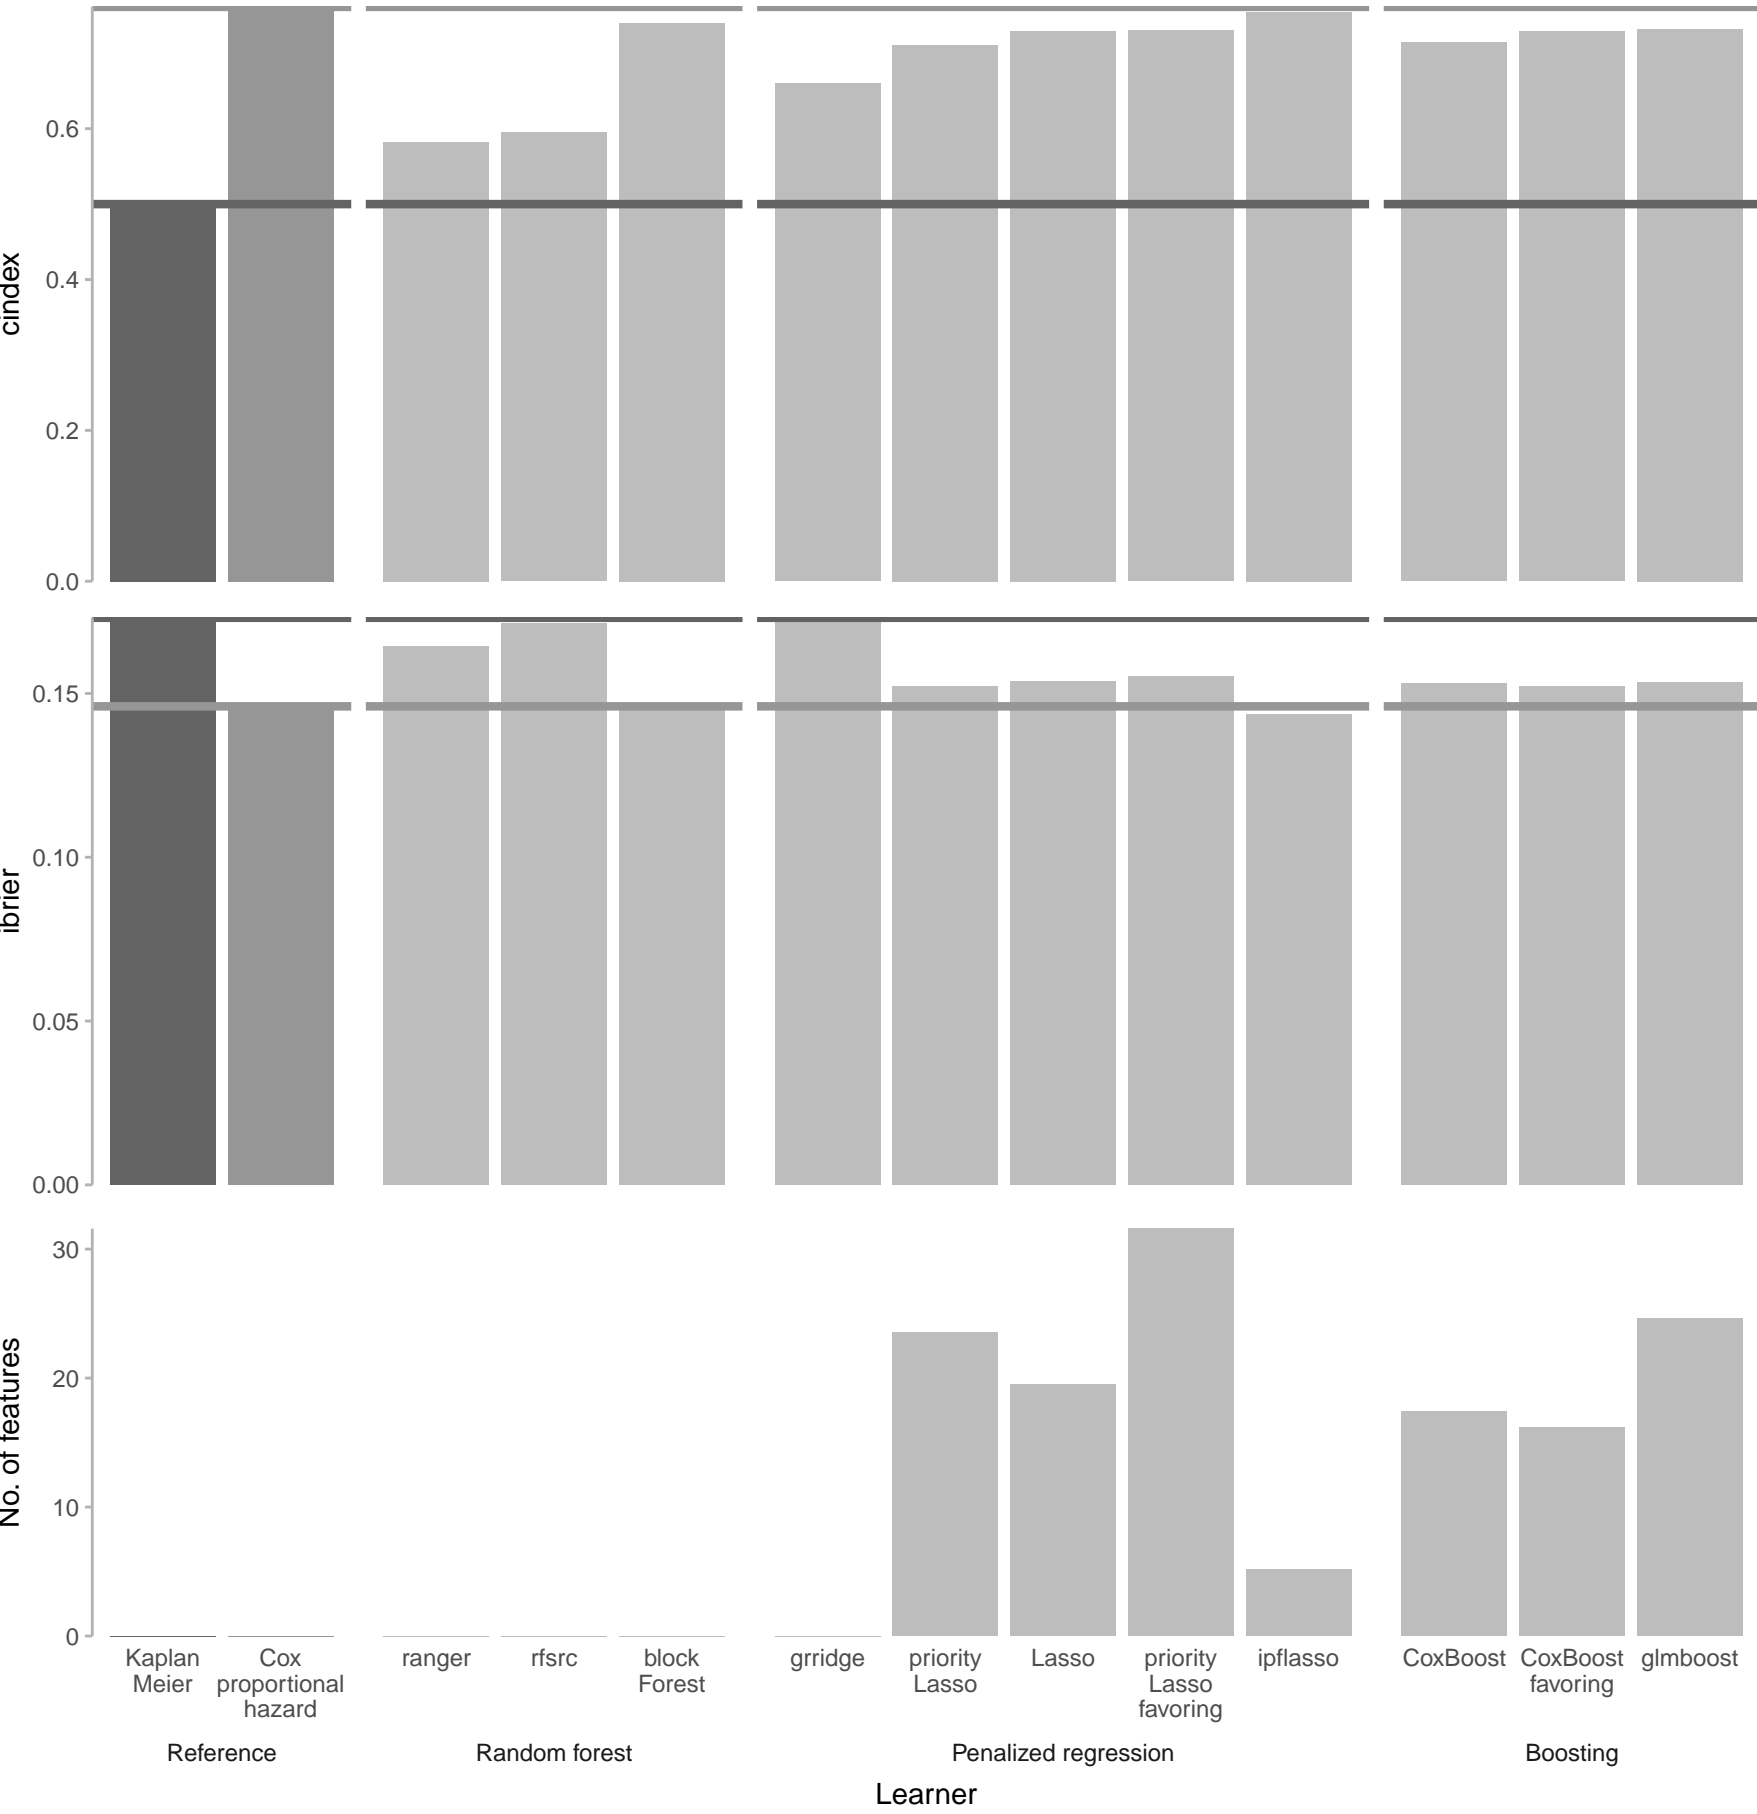 cindex
0.6
0.4
0.2
0.0
ibrier
0.15
0.10
0.05
0.00
No. of features
30
20
10
0
Kaplan
Meier
Cox
proportional
hazard
ranger
rfsrc
block
Forest
grridge
priority
Lasso
Lasso
priority
Lasso
favoring
ipflasso
CoxBoost
CoxBoost
favoring
glmboost
Reference
Random forest
Penalized regression
Boosting
Learner